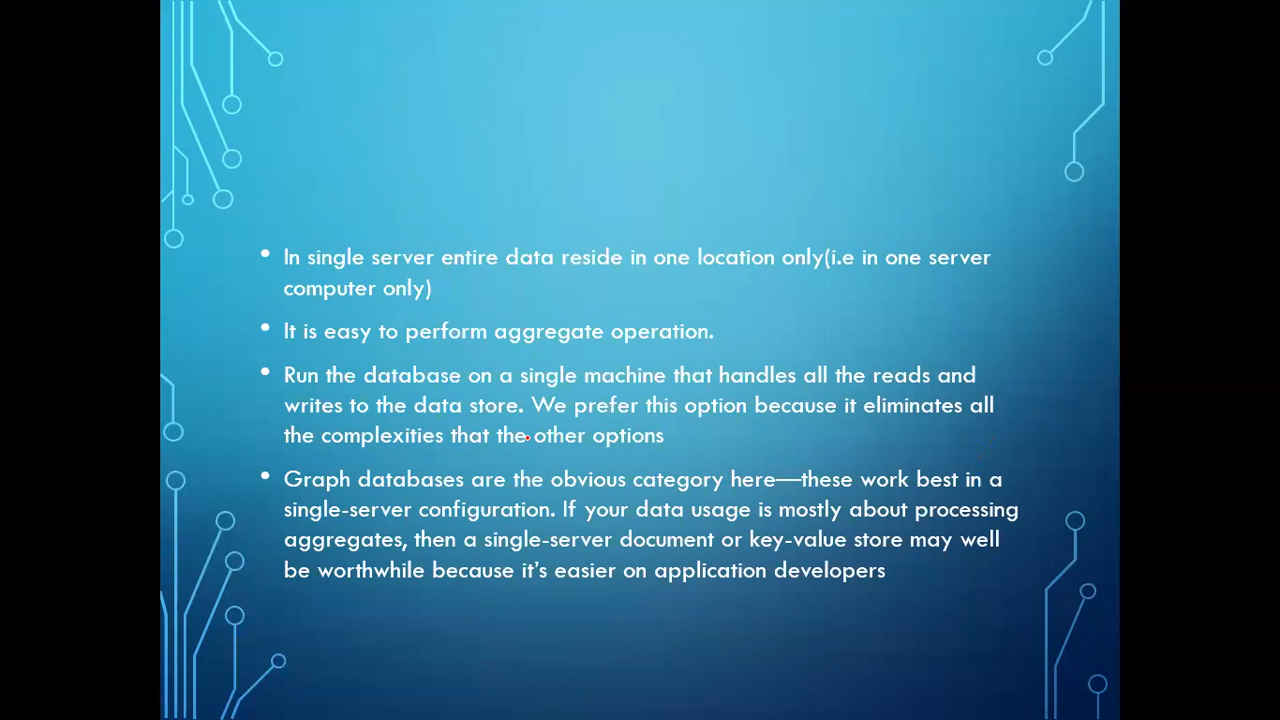 • In single server entire data reside in one location only(i.e in one server
computer only)
• It is easy to perform aggregate operation.
• Run the database on a single machine that handles all the reads and
writes to the data store. We prefer this option because it eliminates all
the complexities that the other options
• Graph databases are the obvious category here—these work best in a
single-server configuration. If your data usage is mostly about processing
aggregates, then a single-server document or key-value store may well
be worthwhile because it’s easier on application developers